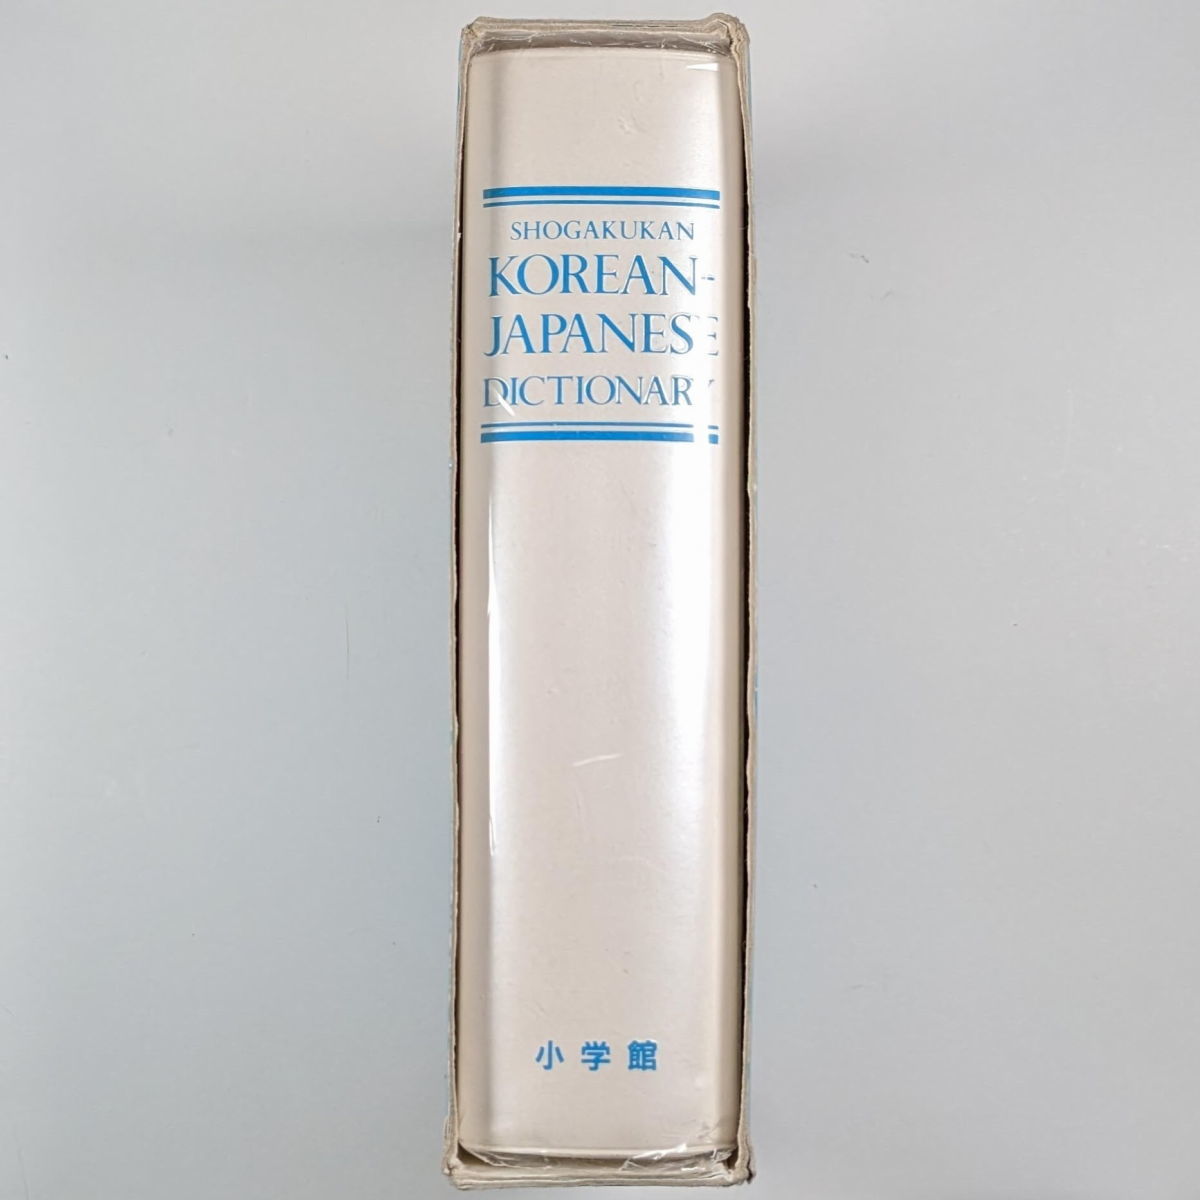 SHOGAKUKAN
KOREAN-
JAPANESE
DICTIONARY
小学館